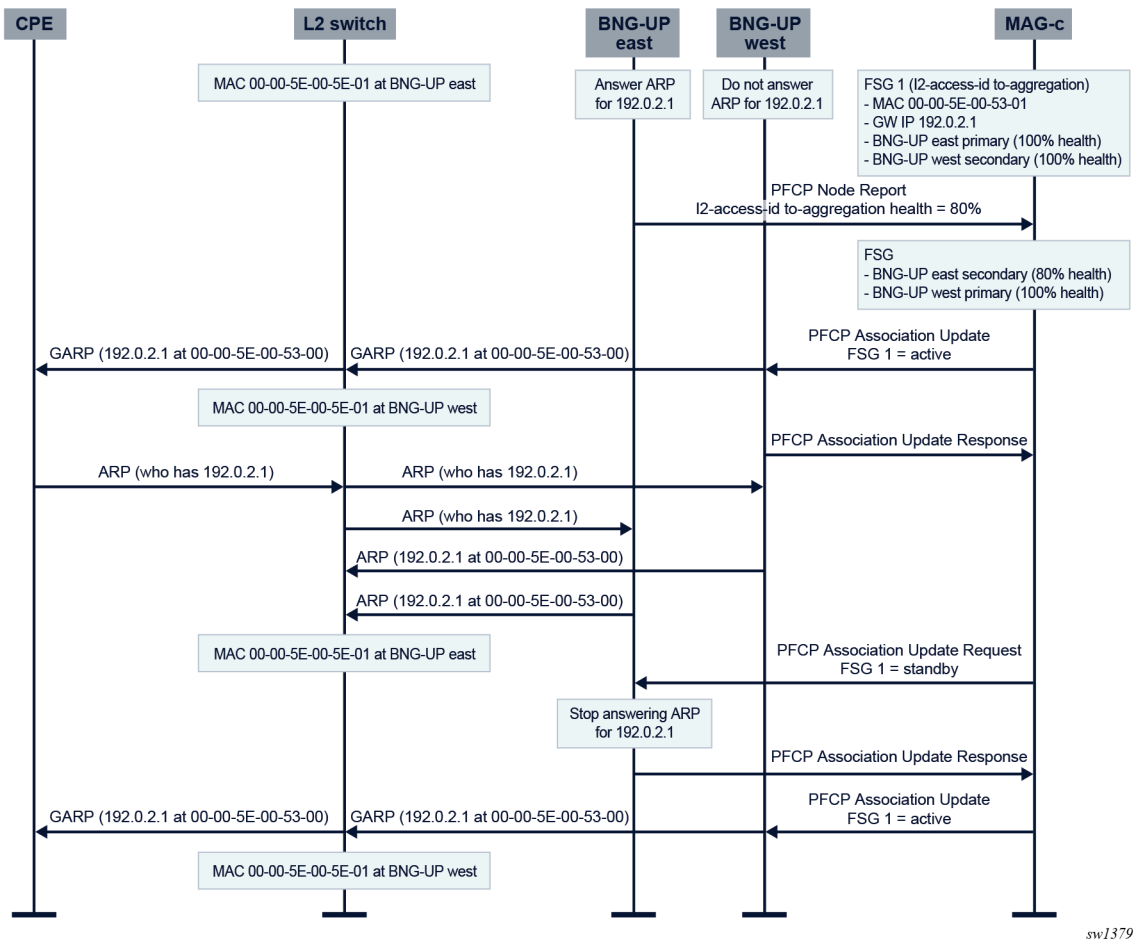 CPE
L2 switch
BNG-UP
east
BNG-UP
west
MAG-c
MAC 00-00-5E-00-5E-01 at BNG-UP east
Answer ARP
for 192.0.2.1
Do not answer
ARP for 192.0.2.1
FSG 1 (l2-access-id to-aggregation)
- MAC 00-00-5E-00-53-01
- GW IP 192.0.2.1
- BNG-UP east primary (100% health)
- BNG-UP west secondary (100% health)
PFCP Node Report
l2-access-id to-aggregation health = 80%
FSG
- BNG-UP east secondary (80% health)
- BNG-UP west primary (100% health)
PFCP Association Update
FSG 1 = active
GARP (192.0.2.1 at 00-00-5E-00-53-00)
GARP (192.0.2.1 at 00-00-5E-00-53-00)
MAC 00-00-5E-00-5E-01 at BNG-UP west
PFCP Association Update Response
ARP (who has 192.0.2.1)
ARP (who has 192.0.2.1)
ARP (who has 192.0.2.1)
ARP (192.0.2.1 at 00-00-5E-00-53-00)
ARP (192.0.2.1 at 00-00-5E-00-53-00)
MAC 00-00-5E-00-5E-01 at BNG-UP east
PFCP Association Update Request
FSG 1 = standby
Stop answering ARP
for 192.0.2.1
PFCP Association Update Response
PFCP Association Update
FSG 1 = active
GARP (192.0.2.1 at 00-00-5E-00-53-00)
GARP (192.0.2.1 at 00-00-5E-00-53-00)
MAC 00-00-5E-00-5E-01 at BNG-UP west
sw1379